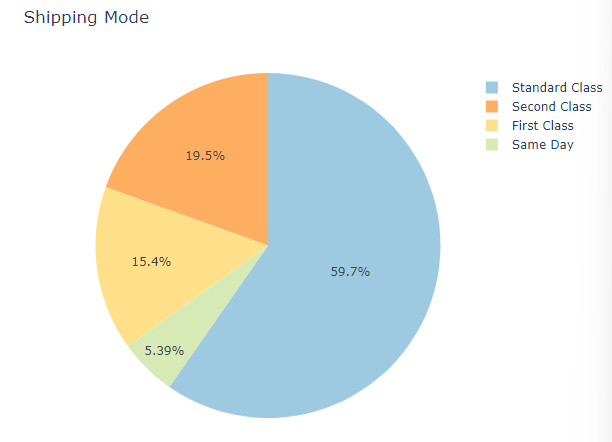 Shipping Mode
Standard Class
Second Class
First Class
Same Day
19.5%
15.4%
59.7%
5.39%